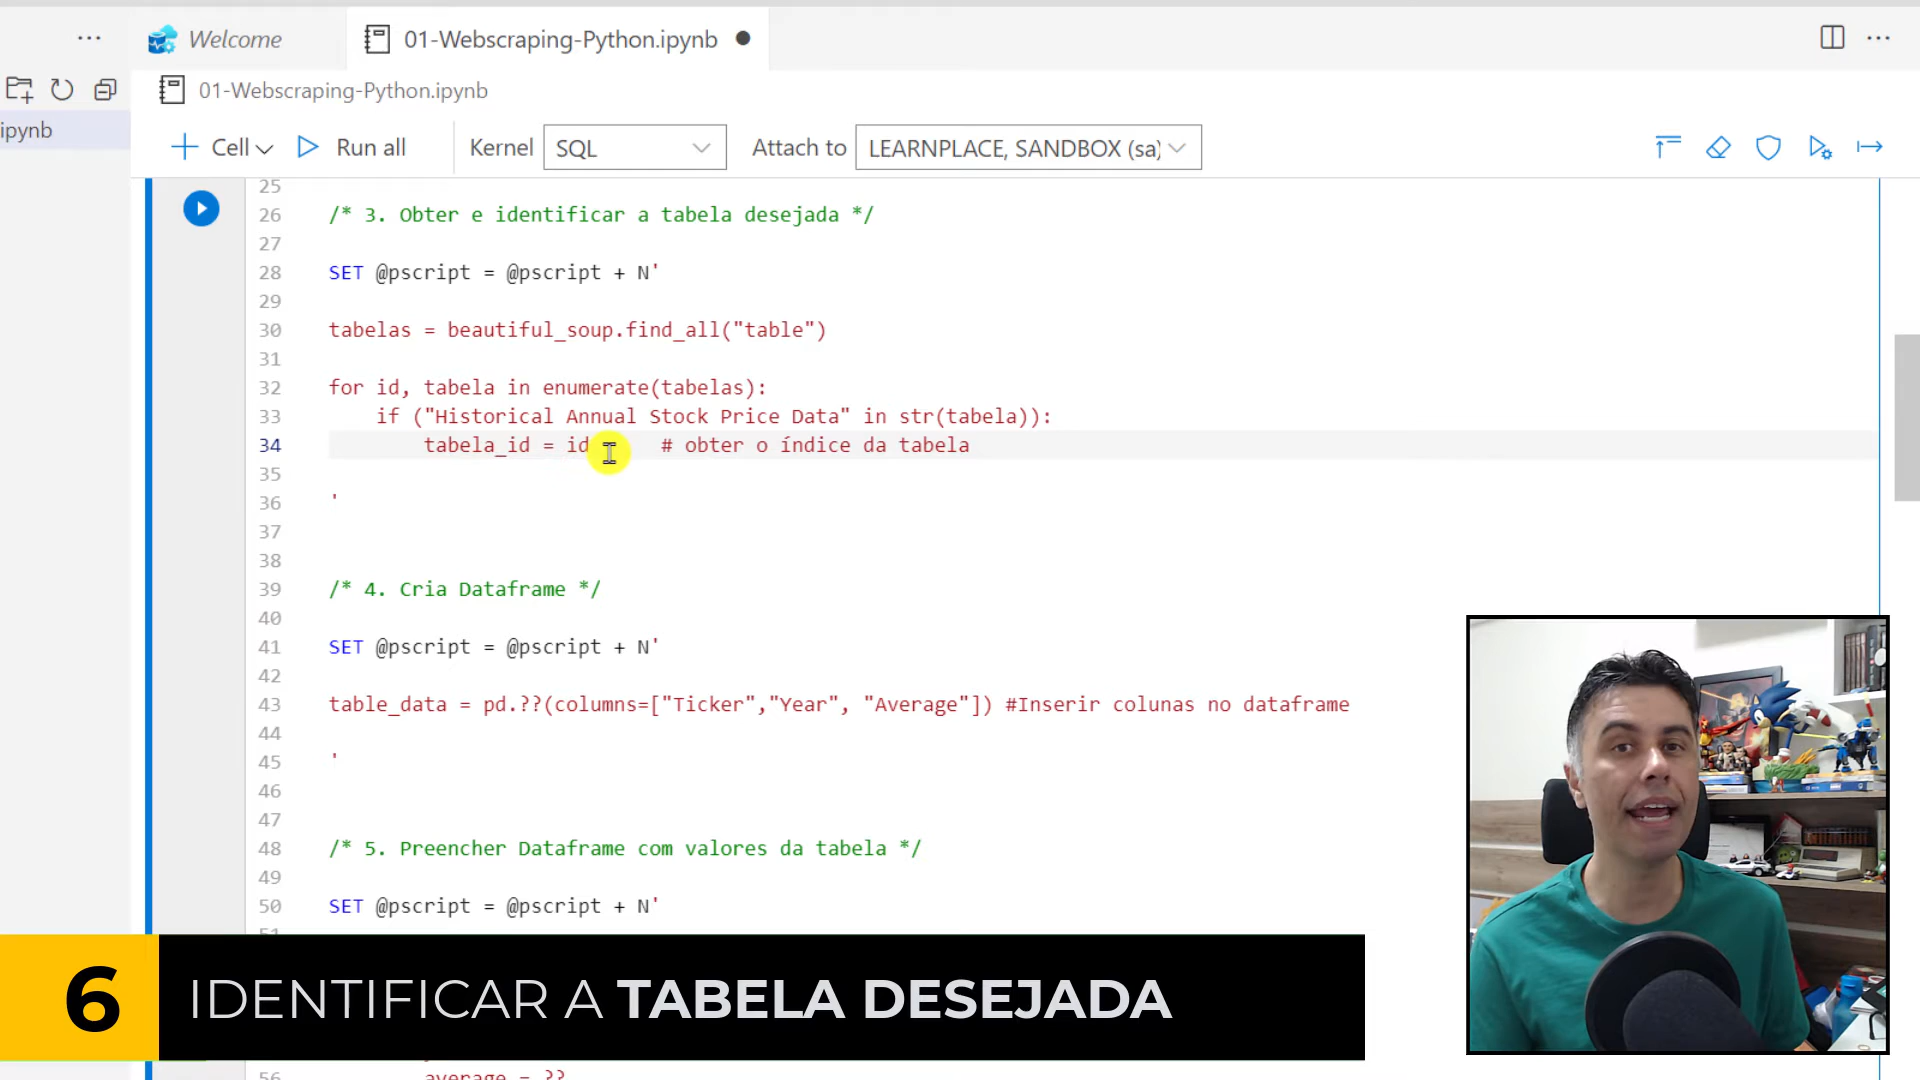 Welcome
01-Webscraping-Python.ipynb
01-Webscraping-Python.ipynb
ipynb
Cell
Run all
Kernel
SQL
Attach to
LEARNPLACE, SANDBOX (sa)
25
26 /* 3. Obter e identificar a tabela desejada */
27
28 SET @pscript = @pscript + N'
29
30 tabelas = beautiful_soup.find_all("table")
31
32 for id, tabela in enumerate(tabelas):
33 if ("Historical Annual Stock Price Data" in str(tabela)):
34 tabela_id = id # obter o índice da tabela
35
36 '
37
38
39 /* 4. Cria Dataframe */
40
41 SET @pscript = @pscript + N'
42
43 table_data = pd.??(columns=["Ticker","Year", "Average"]) #Inserir colunas no dataframe
44
45 '
46
47
48 /* 5. Preencher Dataframe com valores da tabela */
49
50 SET @pscript = @pscript + N'
51
6 IDENTIFICAR A TABELA DESEJADA
56 average = ??